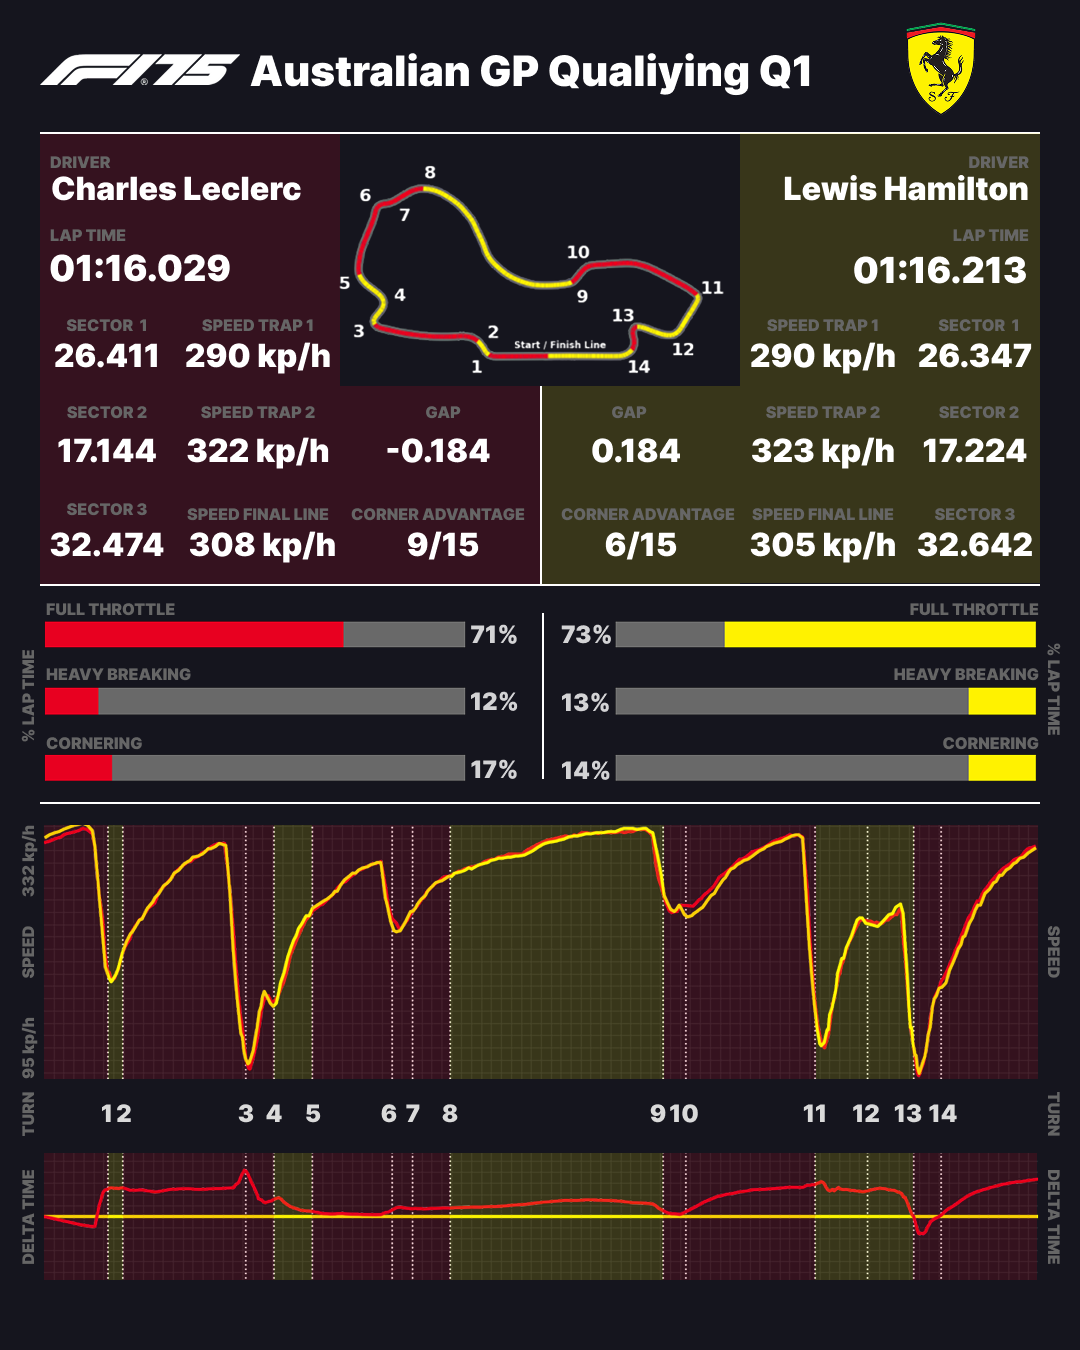 F1.® 75 Australian GP Qualiying Q1
S F
DRIVER
Charles Leclerc
LAP TIME
01:16.029
SECTOR 1 SPEED TRAP 1
26.411 290 kp/h
SECTOR 2 SPEED TRAP 2 GAP
17.144 322 kp/h -0.184
SECTOR 3 SPEED FINAL LINE CORNER ADVANTAGE
32.474 308 kp/h 9/15
8
6
7
10
5
4
9
11
3
2
13
Start / Finish Line
12
1
14
DRIVER
Lewis Hamilton
LAP TIME
01:16.213
SPEED TRAP 1 SECTOR 1
290 kp/h 26.347
GAP SPEED TRAP 2 SECTOR 2
0.184 323 kp/h 17.224
CORNER ADVANTAGE SPEED FINAL LINE SECTOR 3
6/15 305 kp/h 32.642
% LAP TIME
FULL THROTTLE
71%
HEAVY BREAKING
12%
CORNERING
17%
FULL THROTTLE
73%
HEAVY BREAKING
13%
CORNERING
14%
% LAP TIME
332 kp/h
SPEED
95 kp/h
SPEED
TURN 1 2 3 4 5 6 7 8 9 10 11 12 13 14 TURN
DELTA TIME
DELTA TIME